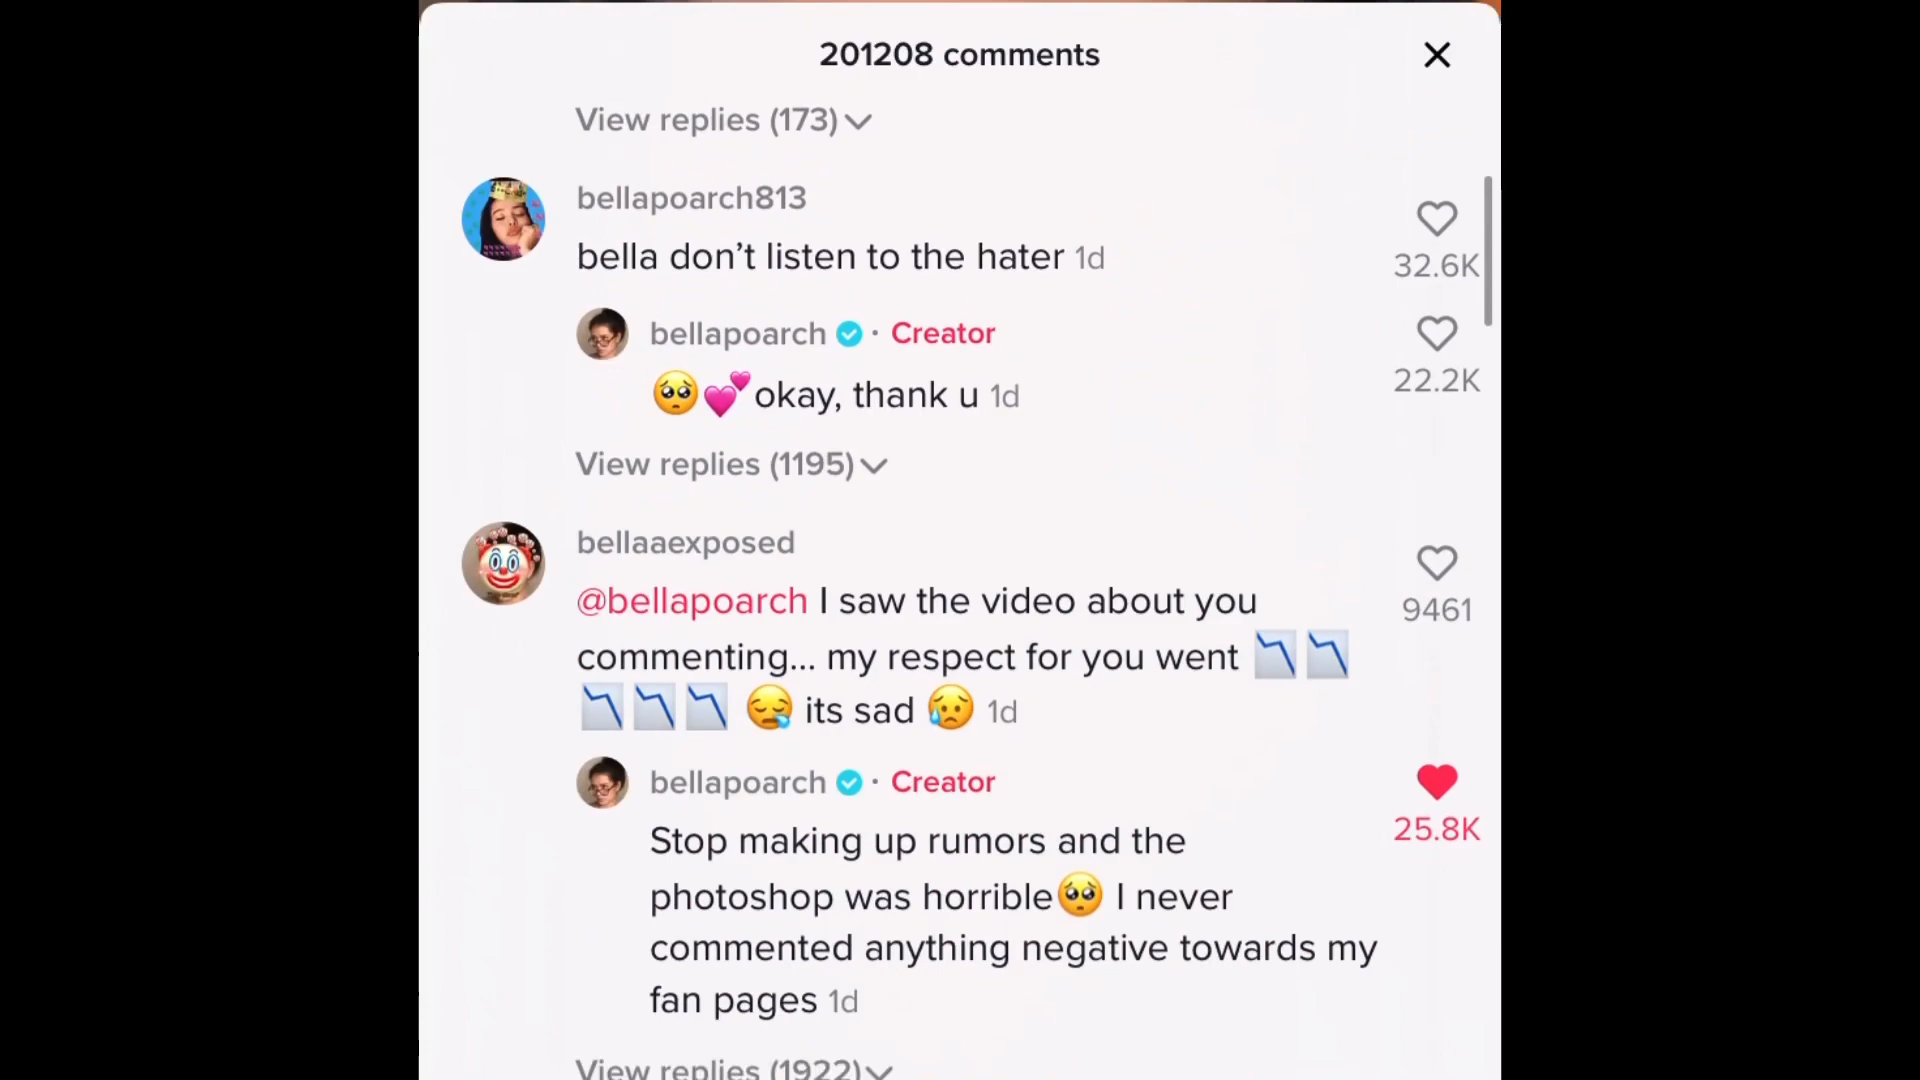 201208 comments
View replies (173)
bellapoarch813
bella don’t listen to the hater 1d
32.6K
bellapoarch · Creator
🥺💕okay, thank u 1d
22.2K
View replies (1195)
bellaaexposed
@bellapoarch I saw the video about you
commenting... my respect for you went 📉📉
📉📉📉 😪 its sad 😥 1d
9461
bellapoarch · Creator
Stop making up rumors and the
photoshop was horrible🥺 I never
commented anything negative towards my
fan pages 1d
25.8K
View replies (1922)